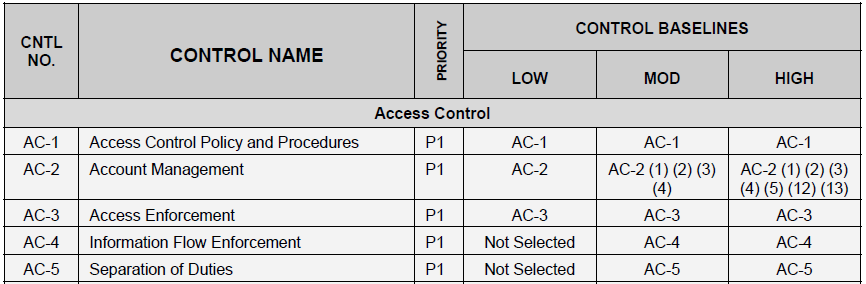 CNTL NO. CONTROL NAME PRIORITY CONTROL BASELINES
LOW MOD HIGH
Access Control
AC-1 Access Control Policy and Procedures P1 AC-1 AC-1 AC-1
AC-2 Account Management P1 AC-2 AC-2 (1) (2) (3) (4) AC-2 (1) (2) (3) (4) (5) (12) (13)
AC-3 Access Enforcement P1 AC-3 AC-3 AC-3
AC-4 Information Flow Enforcement P1 Not Selected AC-4 AC-4
AC-5 Separation of Duties P1 Not Selected AC-5 AC-5